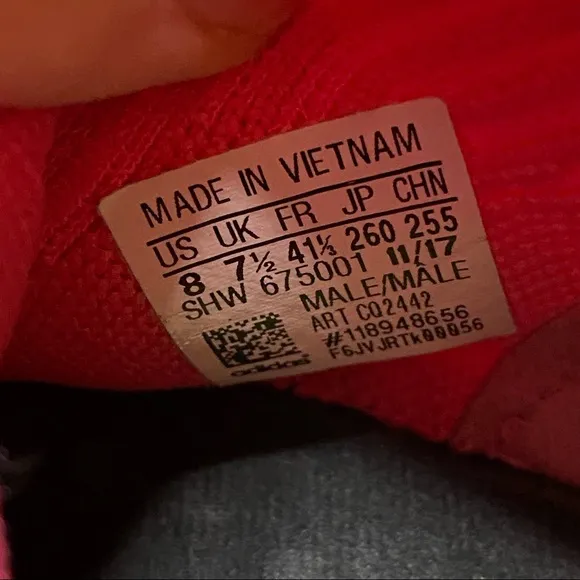 MADE IN VIETNAM
US UK FR JP CHN
8 7½ 41⅓ 260 255
SHW 675001 11/17
MALE/MÂLE
ART CQ2442
#118948656
F6JVJRTk00056
adidas